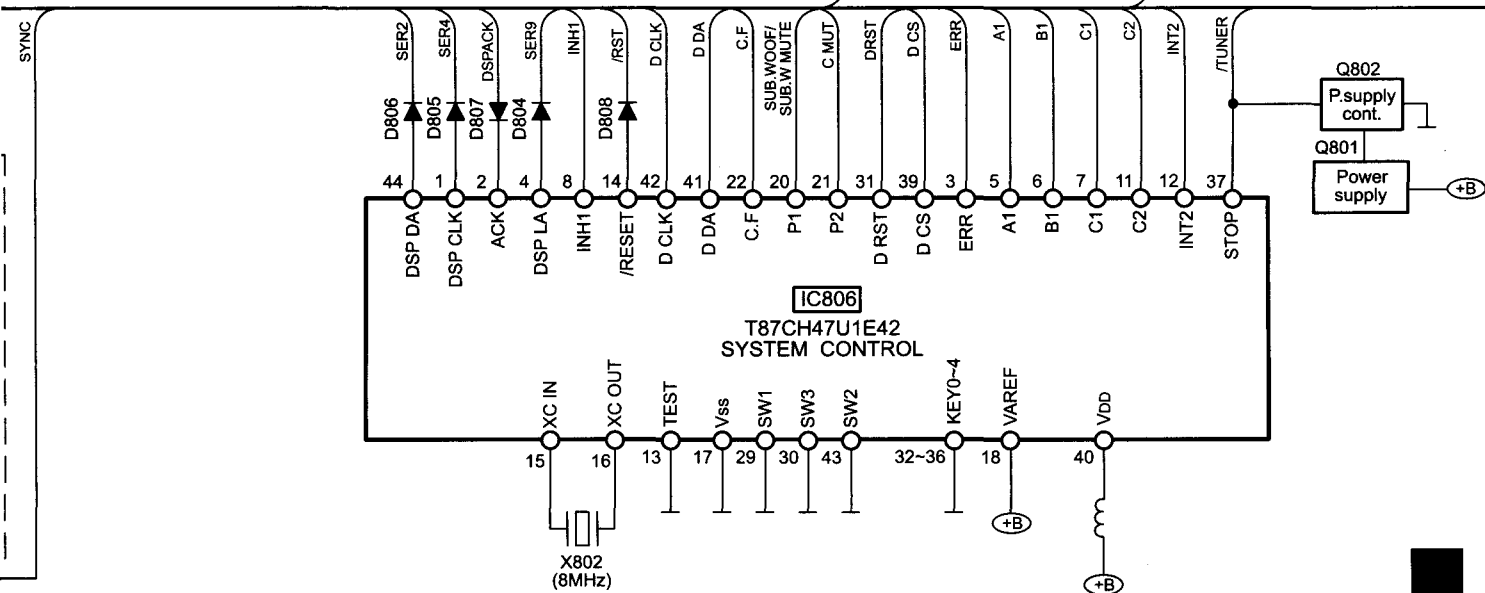 SYNC
SER2
SER4
DSPACK
SER9
INH1
/RST
D CLK
D DA
C.F
SUB.WOOF/
SUB.W MUTE
C MUT
DRST
D CS
ERR
A1
B1
C1
C2
INT2
/TUNER
D806
D805
D807
D804
D808
Q802
P.supply
cont.
Q801
Power
supply
+B
44
1
2
4
8
14
42
41
22
20
21
31
39
3
5
6
7
11
12
37
DSP DA
DSP CLK
ACK
DSP LA
INH1
/RESET
D CLK
D DA
C.F
P1
P2
D RST
D CS
ERR
A1
B1
C1
C2
INT2
STOP
IC806
T87CH47U1E42
SYSTEM CONTROL
XC IN
XC OUT
TEST
Vss
SW1
SW3
SW2
KEY0~4
VAREF
VDD
15
16
13
17
29
30
43
32~36
18
40
+B
X802
(8MHz)
+B